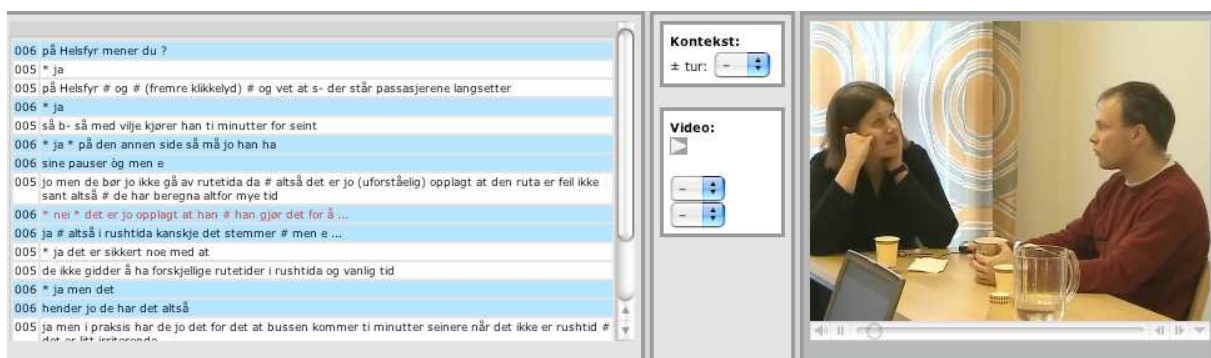 006 på Helsfyr mener du ?
005 * ja
005 på Helsfyr # og # (fremre klikkelyd) # og vet at s- der står passasjerene langsetter
006 * ja
005 så b- så med vilje kjører han ti minutter for seint
006 * ja * på den annen side så må jo han ha
006 sine pauser òg men e
005 jo men de bør jo ikke gå av rutetida da # altså det er jo (uforståelig) opplagt at den ruta er feil ikke
sant altså # de har beregna altfor mye tid
006 * nei * det er jo opplagt at han # han gjør det for å ...
006 ja # altså i rushtida kanskje det stemmer # men e ...
005 * ja det er sikkert noe med at
005 de ikke gidder å ha forskjellige rutetider i rushtida og vanlig tid
006 * ja men det
006 hender jo de har det altså
005 ja men i praksis har de jo det for det at bussen kommer ti minutter seinere når det ikke er rushtid #
det er litt irriterende
Kontekst:
± tur: -
Video:
-
-